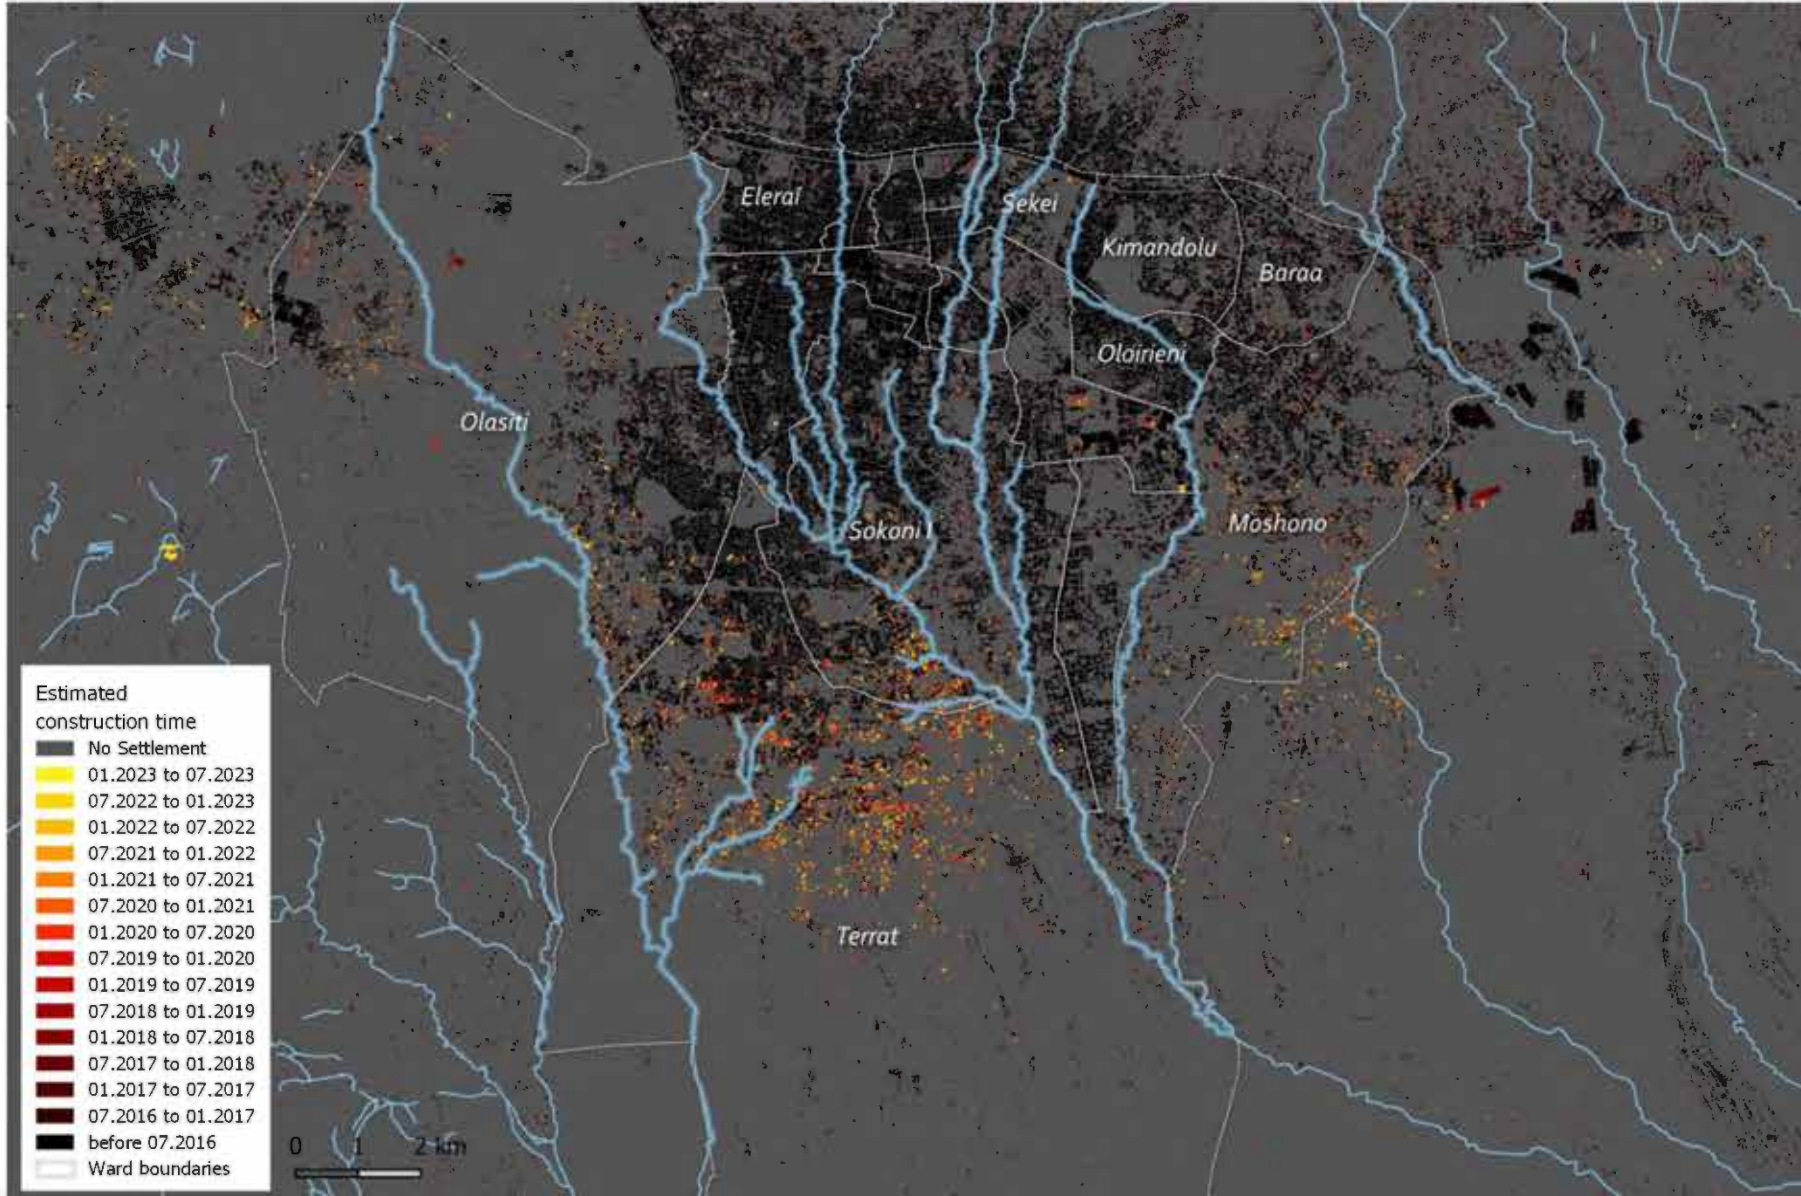 Elerai
Sekei
Kimandolu
Baraa
Oloirieni
Olasiti
Sokoni I
Moshono
Terrat
Estimated
construction time
No Settlement
01.2023 to 07.2023
07.2022 to 01.2023
01.2022 to 07.2022
07.2021 to 01.2022
01.2021 to 07.2021
07.2020 to 01.2021
01.2020 to 07.2020
07.2019 to 01.2020
01.2019 to 07.2019
07.2018 to 01.2019
01.2018 to 07.2018
07.2017 to 01.2018
01.2017 to 07.2017
07.2016 to 01.2017
before 07.2016
Ward boundaries
0 1 2 km